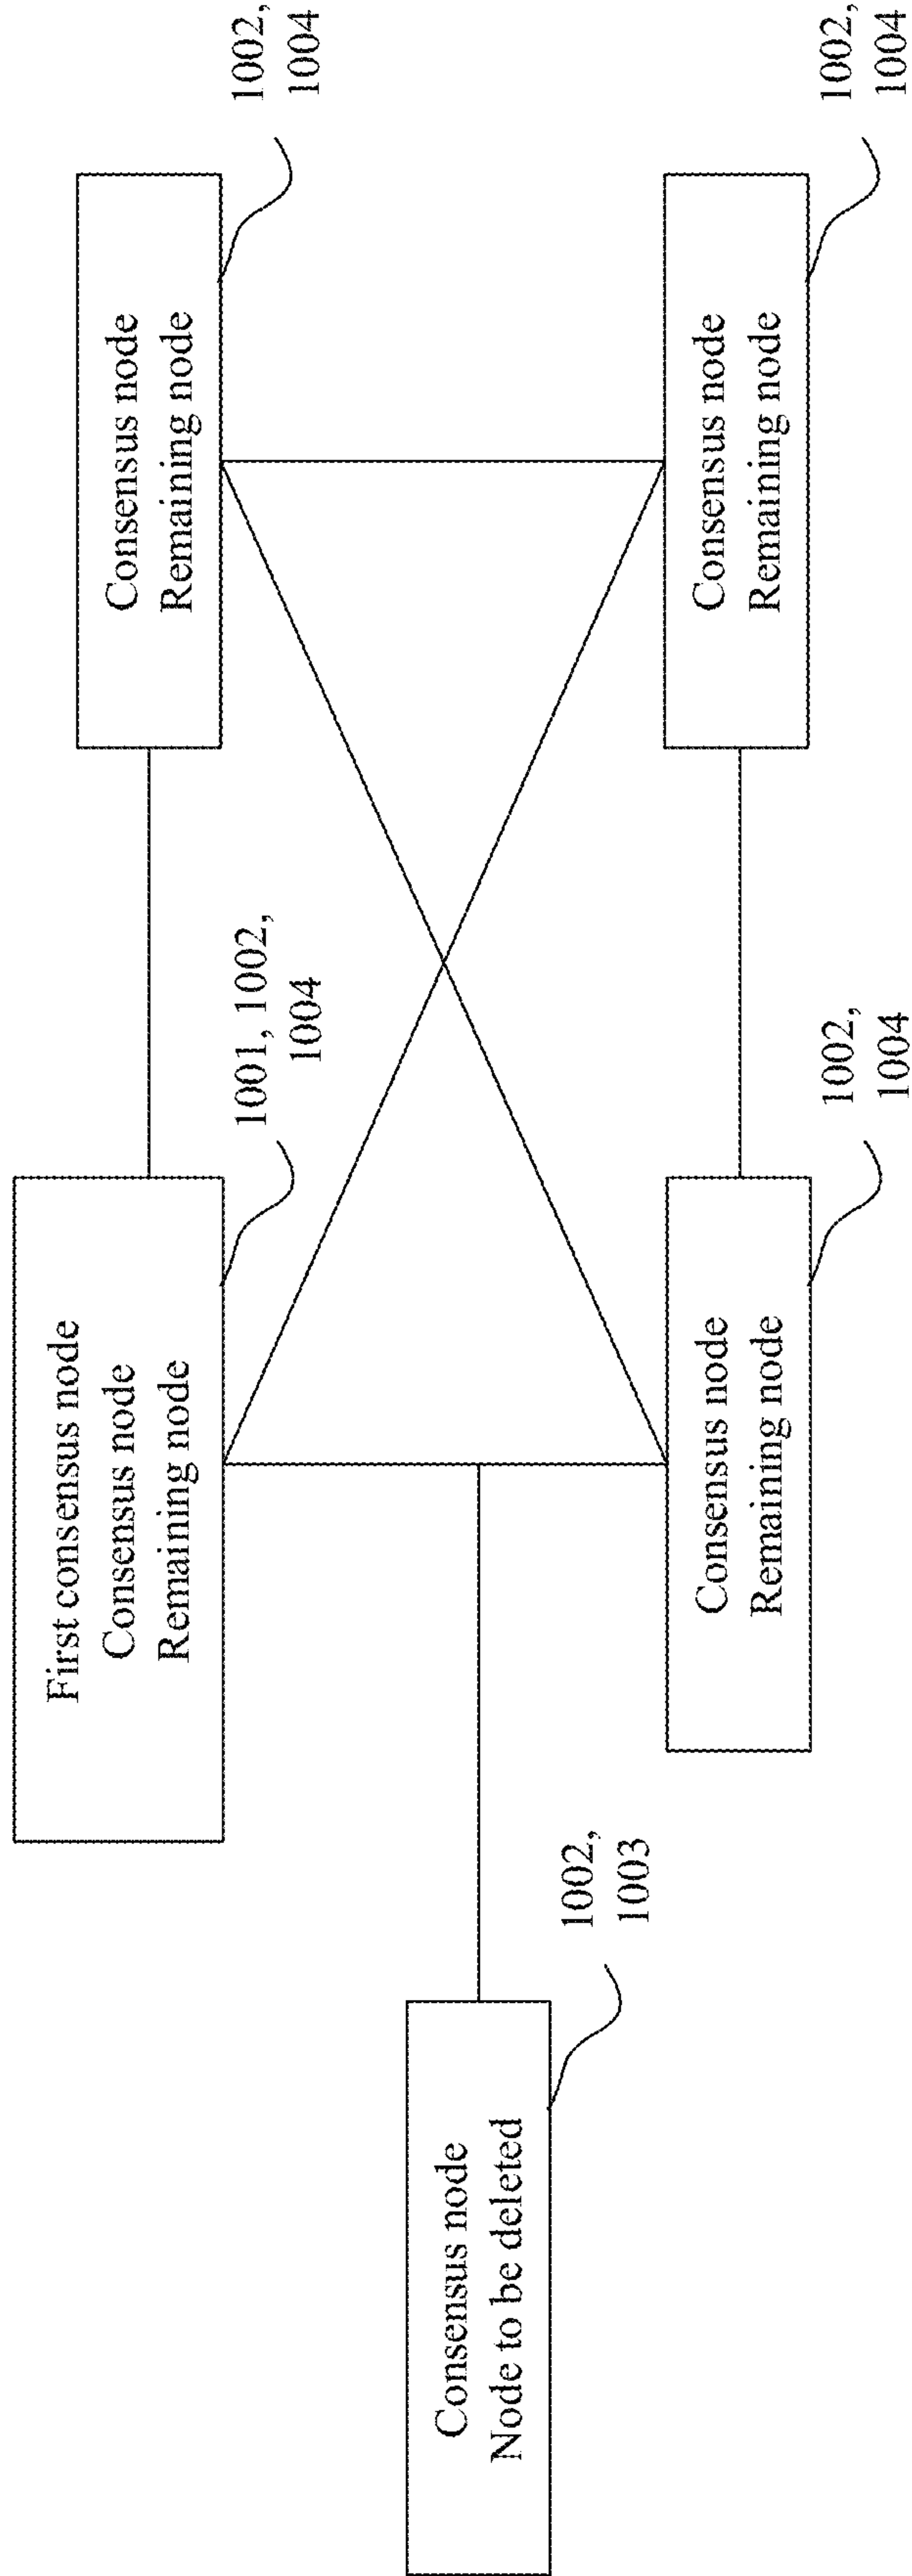 First consensus node
Consensus node
Remaining node
1001, 1002,
1004
Consensus node
Remaining node
1002,
1004
Consensus node
Node to be deleted
1002,
1003
Consensus node
Remaining node
1002,
1004
Consensus node
Remaining node
1002,
1004